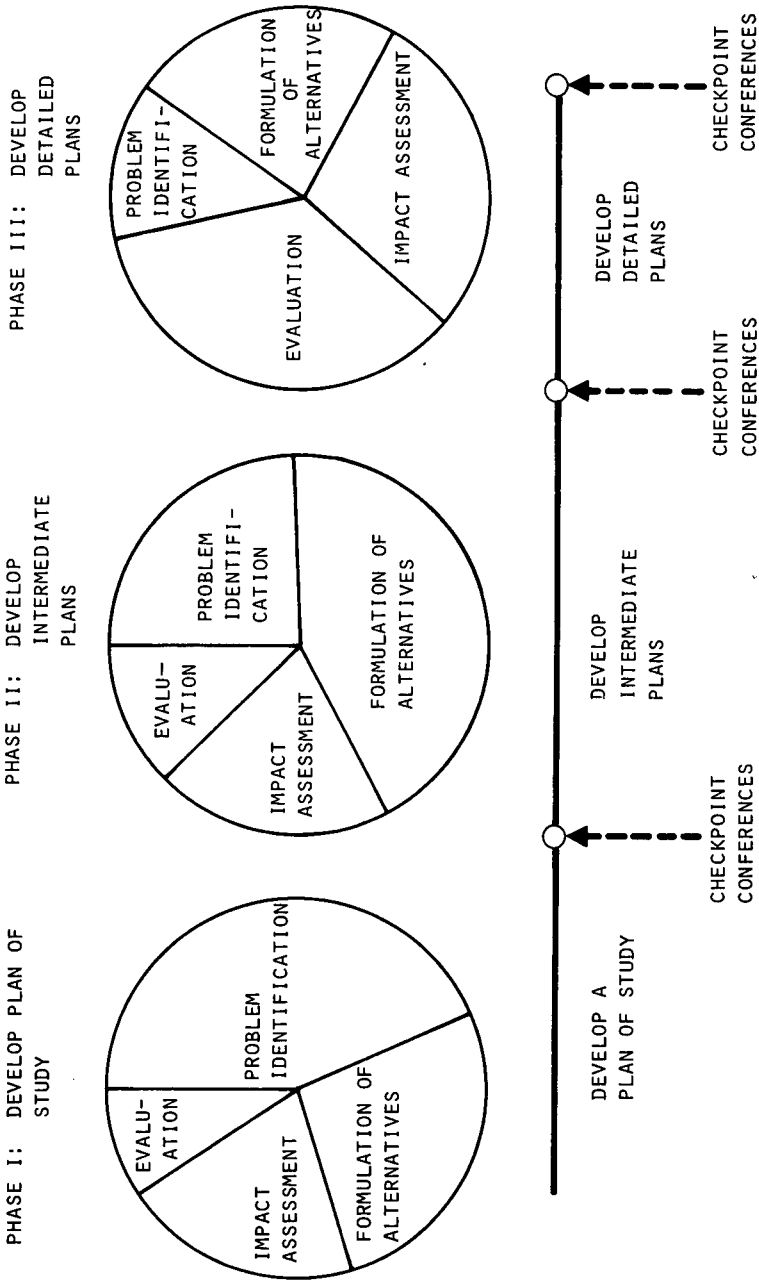 PHASE I: DEVELOP PLAN OF
STUDY
PROBLEM
IDENTIFICATION
FORMULATION OF
ALTERNATIVES
IMPACT
ASSESSMENT
EVALU-
ATION
PHASE II: DEVELOP
INTERMEDIATE
PLANS
PROBLEM
IDENTIFI-
CATION
FORMULATION OF
ALTERNATIVES
IMPACT
ASSESSMENT
EVALU-
ATION
PHASE III: DEVELOP
DETAILED
PLANS
PROBLEM
IDENTIFI-
CATION
FORMULATION
OF
ALTERNATIVES
IMPACT ASSESSMENT
EVALUATION
DEVELOP A
PLAN OF STUDY
DEVELOP
INTERMEDIATE
PLANS
DEVELOP
DETAILED
PLANS
CHECKPOINT
CONFERENCES
CHECKPOINT
CONFERENCES
CHECKPOINT
CONFERENCES